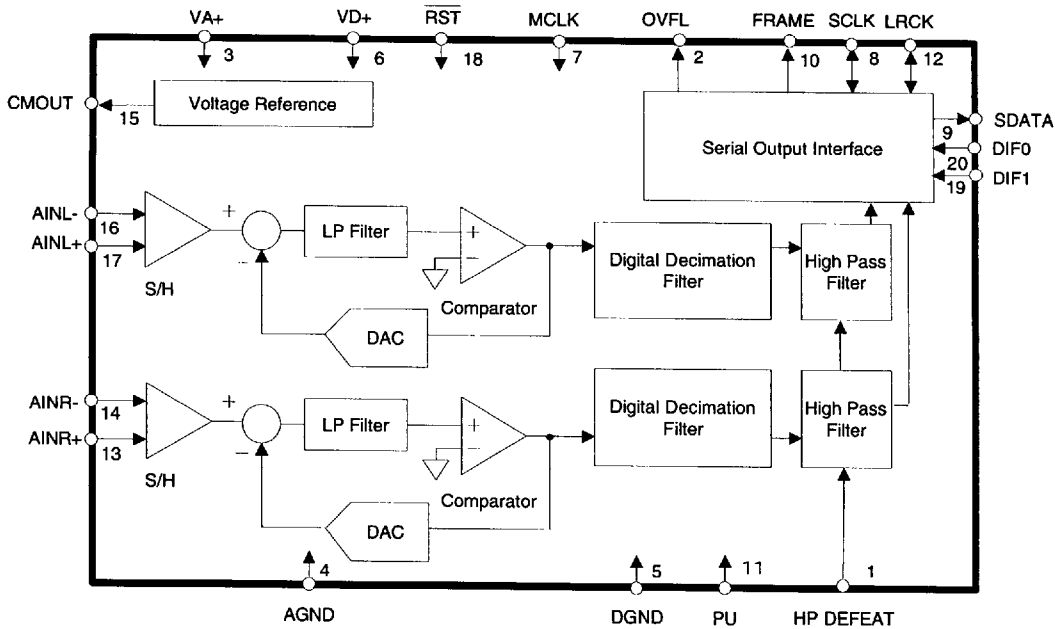 VA+ VD+ RST MCLK OVFL FRAME SCLK LRCK
3 6 18 7 2 10 8 12
CMOUT 15 Voltage Reference
Serial Output Interface
9 SDATA
20 DIF0
19 DIF1
AINL- 16
AINL+ 17
S/H
+
−
LP Filter
+
−
Comparator
DAC
Digital Decimation
Filter
High Pass
Filter
AINR- 14
AINR+ 13
S/H
+
−
LP Filter
+
−
Comparator
DAC
Digital Decimation
Filter
High Pass
Filter
4 5 11 1
AGND DGND PU HP DEFEAT